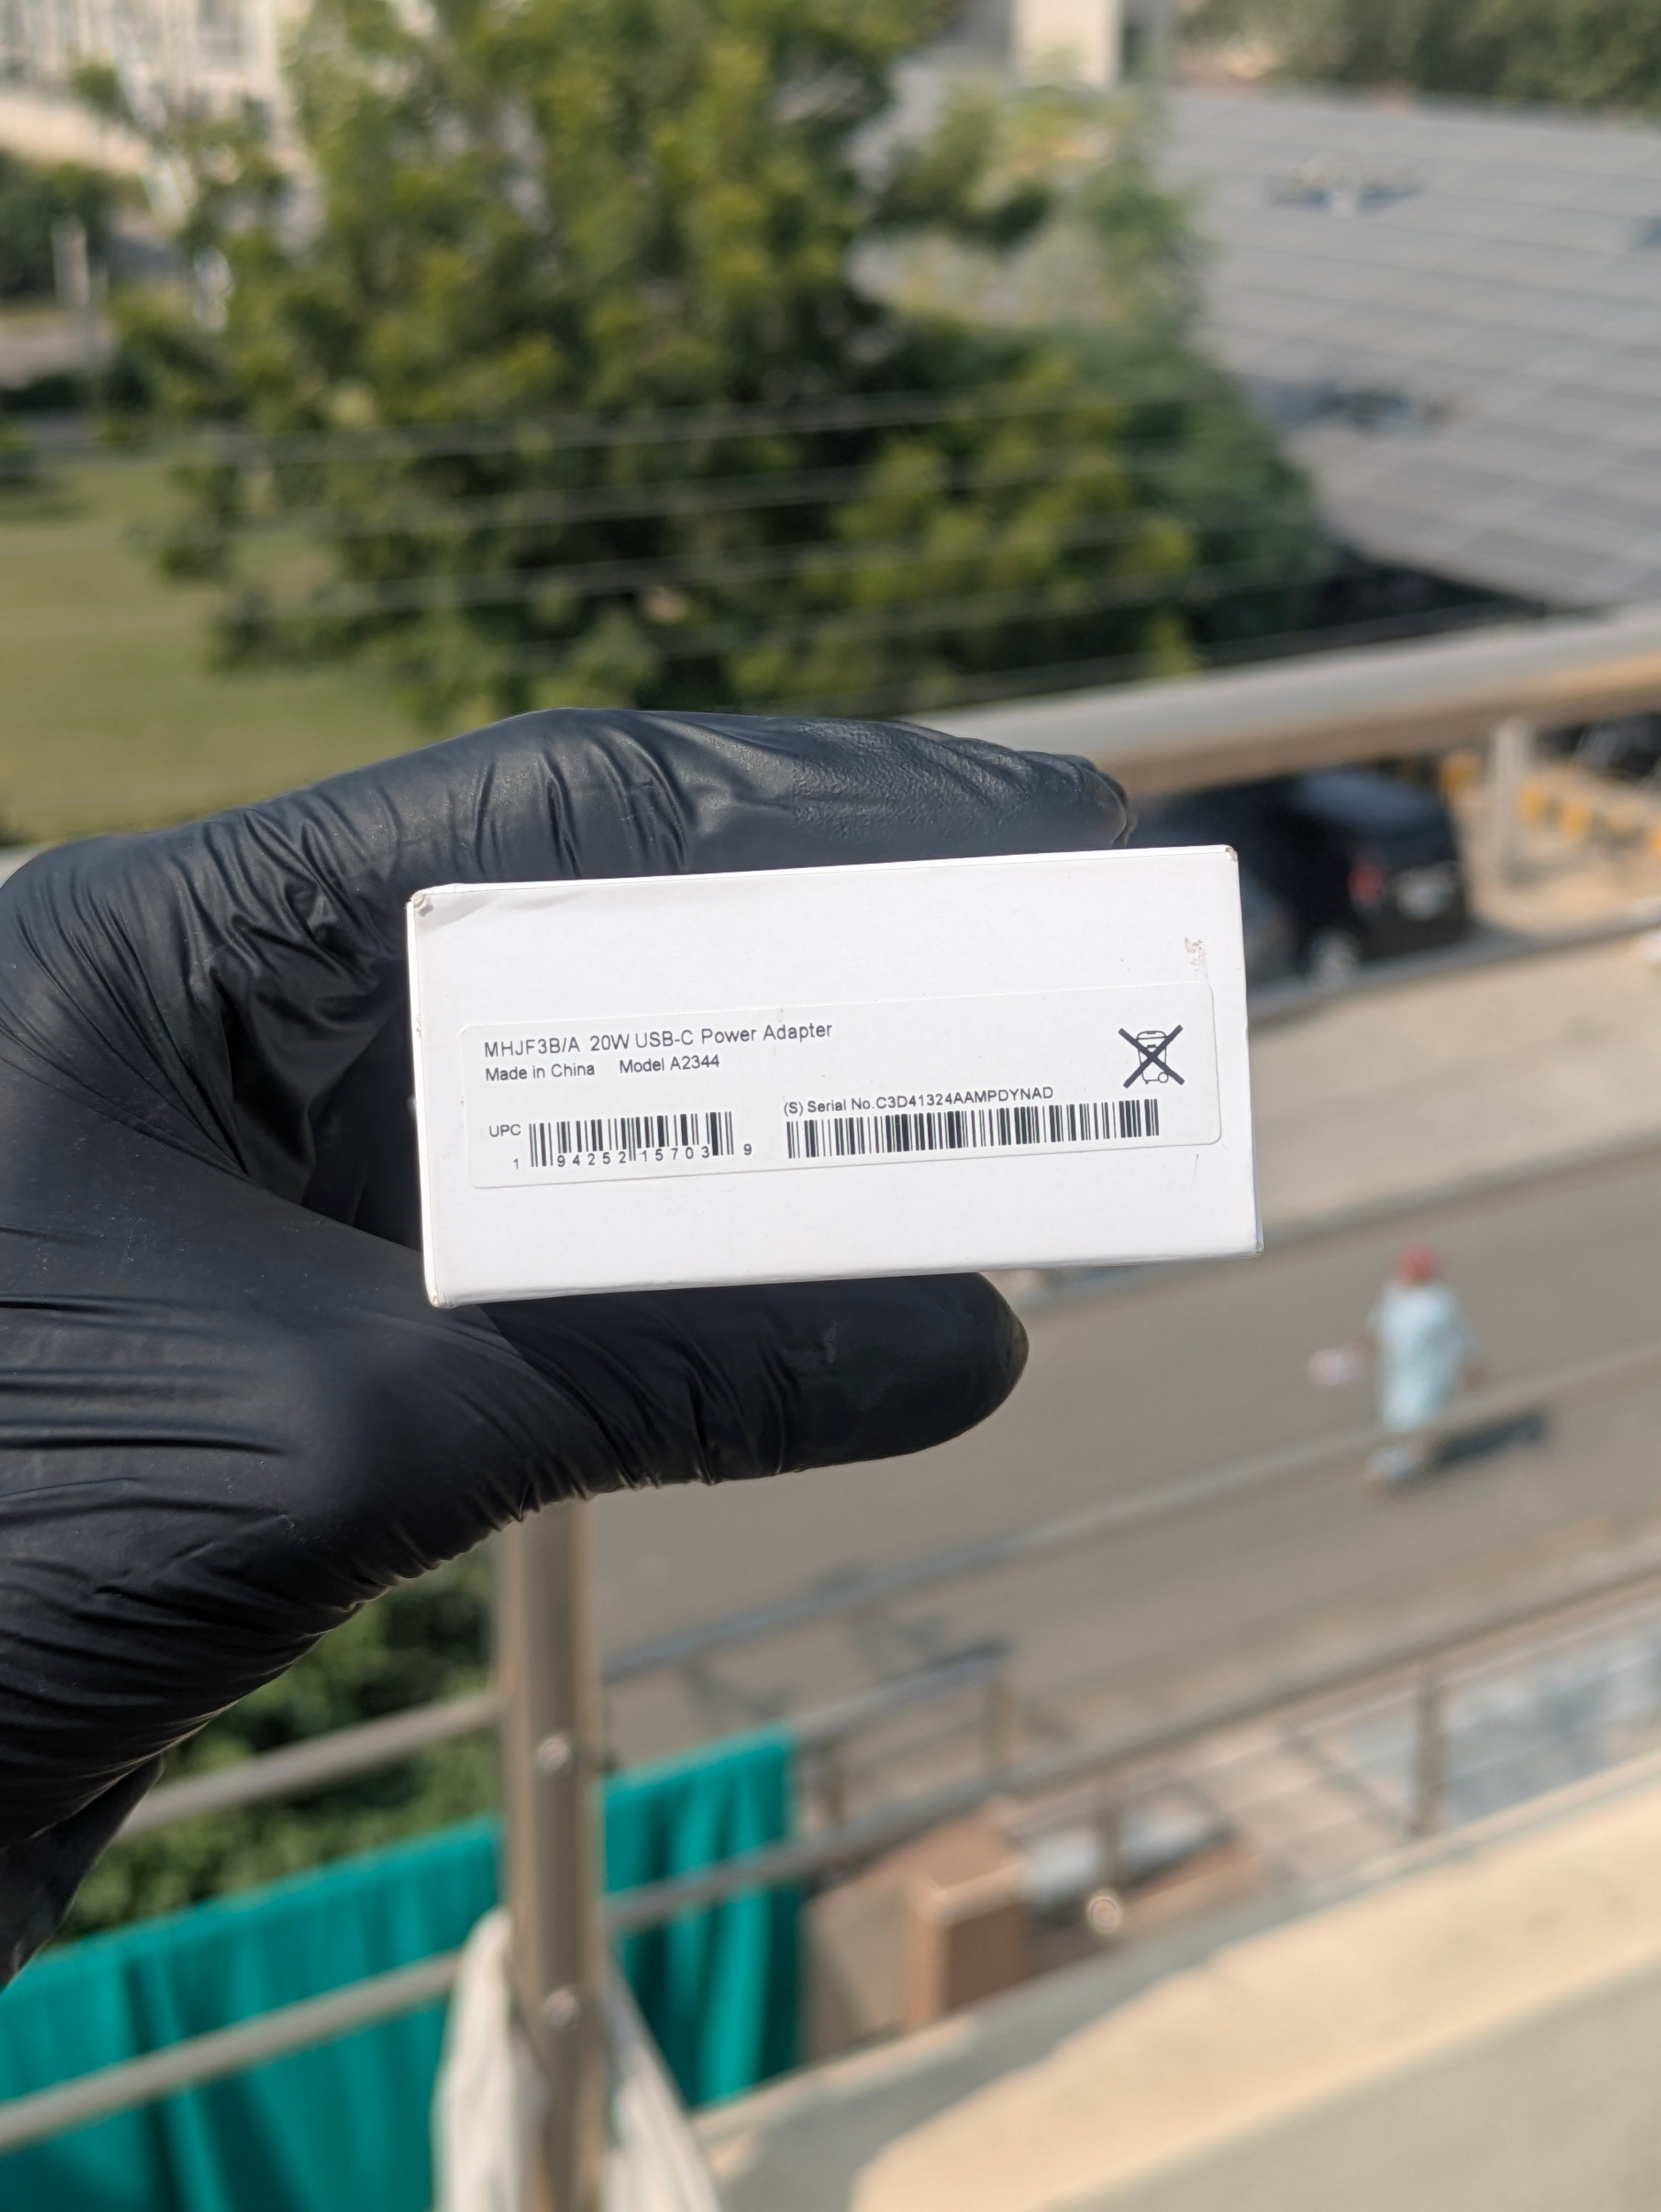 MHJF3B/A 20W USB-C Power Adapter
Made in China Model A2344
(S) Serial No.C3D41324AAMPDYNAD
UPC
1 94252 15703 9